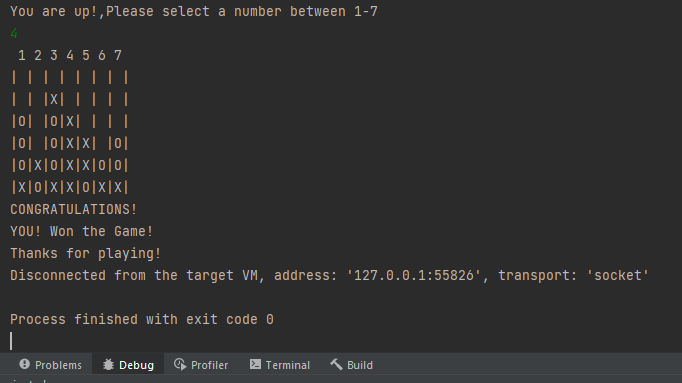 You are up!,Please select a number between 1-7
4
 1 2 3 4 5 6 7
| | | | | | | |
| | |X| | | | |
|O| |O|X| | | |
|O| |O|X|X| |O|
|O|X|O|X|X|O|O|
|X|O|X|X|O|X|X|
CONGRATULATIONS!
YOU! Won the Game!
Thanks for playing!
Disconnected from the target VM, address: '127.0.0.1:55826', transport: 'socket'
Process finished with exit code 0
Problems Debug Profiler Terminal Build